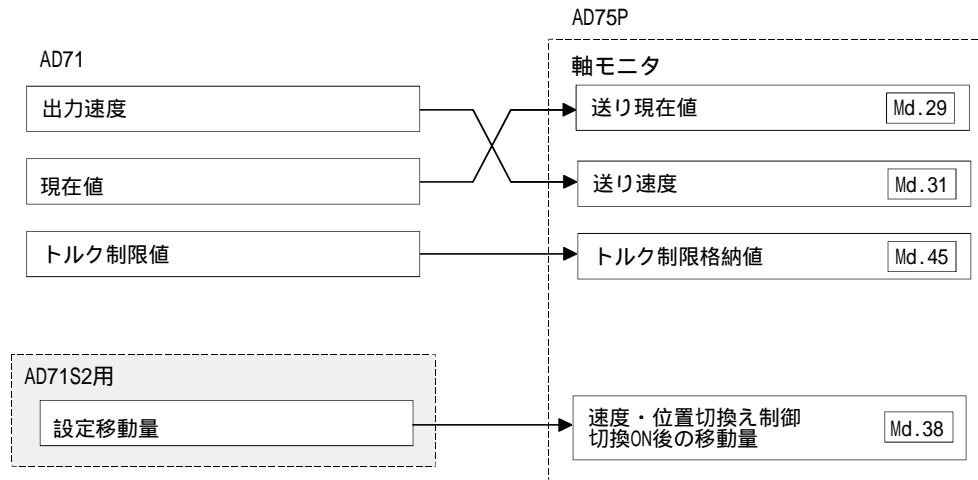 AD75P
AD71
軸モニタ
出力速度
送り現在値
Md.29
現在値
送り速度
Md.31
トルク制限値
トルク制限格納値
Md.45
AD71S2用
設定移動量
速度・位置切換え制御
切換ON後の移動量
Md.38